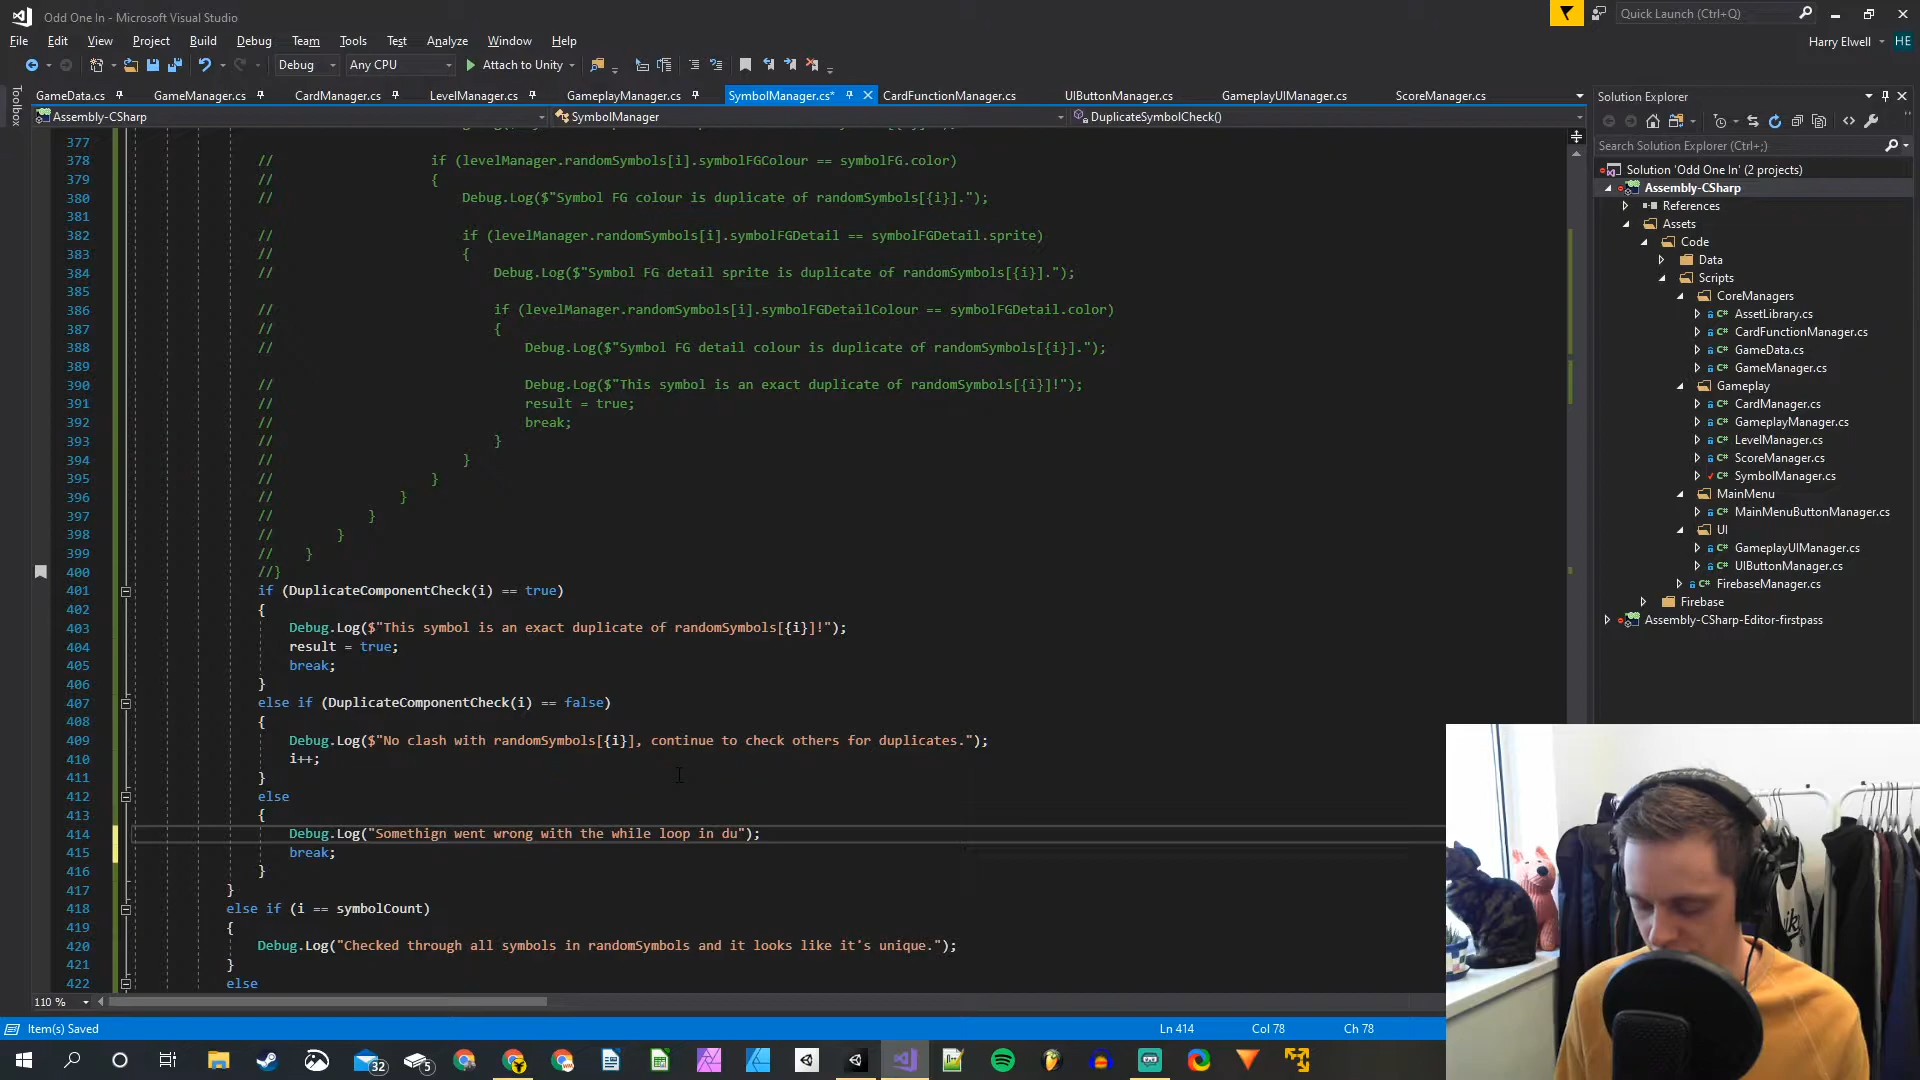 Odd One In - Microsoft Visual Studio
Quick Launch (Ctrl+Q)
File Edit View Project Build Debug Team Tools Test Analyze Window Help
Harry Elwell HE
Debug Any CPU Attach to Unity
Toolbox
GameData.cs GameManager.cs CardManager.cs LevelManager.cs GameplayManager.cs SymbolManager.cs* CardFunctionManager.cs UIButtonManager.cs GameplayUIManager.cs ScoreManager.cs
Assembly-CSharp SymbolManager DuplicateSymbolCheck()
377
378 // if (levelManager.randomSymbols[i].symbolFGColour == symbolFG.color)
379 // {
380 // Debug.Log($"Symbol FG colour is duplicate of randomSymbols[{i}].");
381
382 // if (levelManager.randomSymbols[i].symbolFGDetail == symbolFGDetail.sprite)
383 // {
384 // Debug.Log($"Symbol FG detail sprite is duplicate of randomSymbols[{i}].");
385
386 // if (levelManager.randomSymbols[i].symbolFGDetailColour == symbolFGDetail.color)
387 // {
388 // Debug.Log($"Symbol FG detail colour is duplicate of randomSymbols[{i}].");
389
390 // Debug.Log($"This symbol is an exact duplicate of randomSymbols[{i}]!");
391 // result = true;
392 // break;
393 // }
394 // }
395 // }
396 // }
397 // }
398 // }
399 // }
400 //}
401 if (DuplicateComponentCheck(i) == true)
402 {
403 Debug.Log($"This symbol is an exact duplicate of randomSymbols[{i}]!");
404 result = true;
405 break;
406 }
407 else if (DuplicateComponentCheck(i) == false)
408 {
409 Debug.Log($"No clash with randomSymbols[{i}], continue to check others for duplicates.");
410 i++;
411 }
412 else
413 {
414 Debug.Log("Somethign went wrong with the while loop in du");
415 break;
416 }
417 }
418 else if (i == symbolCount)
419 {
420 Debug.Log("Checked through all symbols in randomSymbols and it looks like it's unique.");
421 }
422 else
110 %
Item(s) Saved Ln 414 Col 78 Ch 78
Solution Explorer
Search Solution Explorer (Ctrl+;)
Solution 'Odd One In' (2 projects)
Assembly-CSharp
References
Assets
Code
Data
Scripts
CoreManagers
C# AssetLibrary.cs
C# CardFunctionManager.cs
C# GameData.cs
C# GameManager.cs
Gameplay
C# CardManager.cs
C# GameplayManager.cs
C# LevelManager.cs
C# ScoreManager.cs
C# SymbolManager.cs
MainMenu
C# MainMenuButtonManager.cs
UI
C# GameplayUIManager.cs
C# UIButtonManager.cs
C# FirebaseManager.cs
Firebase
Assembly-CSharp-Editor-firstpass
32 5